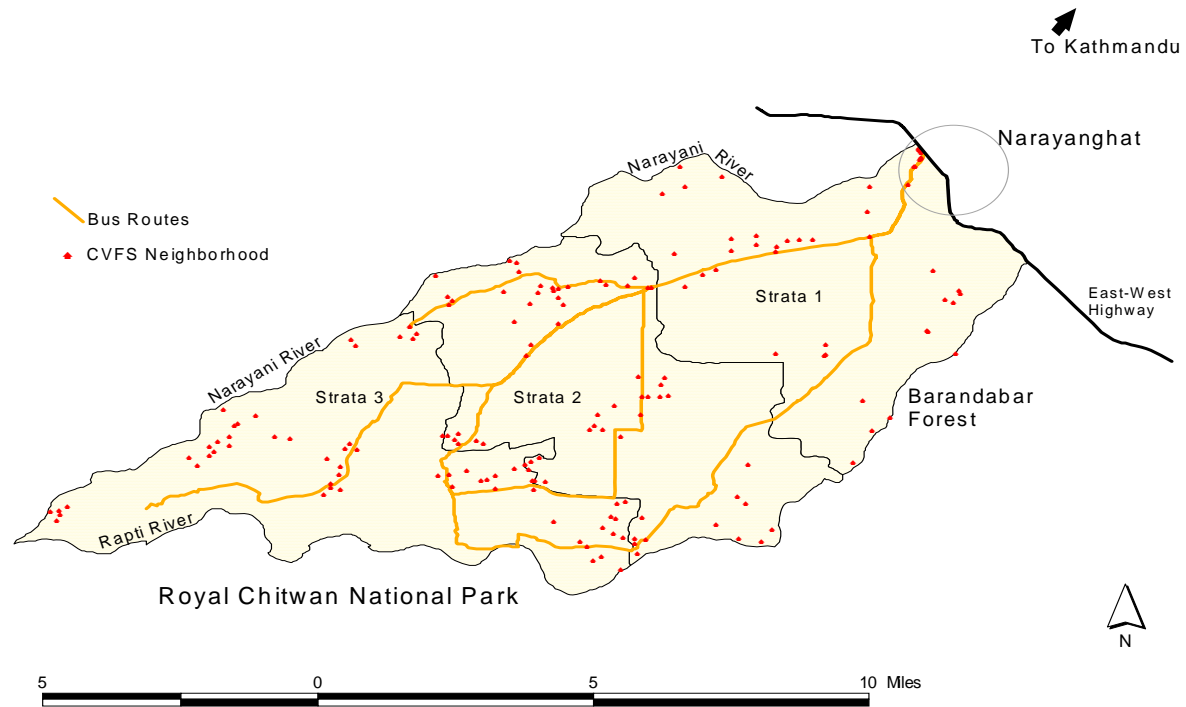 To Kathmandu
Narayanghat
Narayani River
Bus Routes
CVFS Neighborhood
Strata 1
East-West
Highway
Narayani River
Strata 3
Strata 2
Barandabar
Forest
Rapti River
Royal Chitwan National Park
N
5 0 5 10 Miles